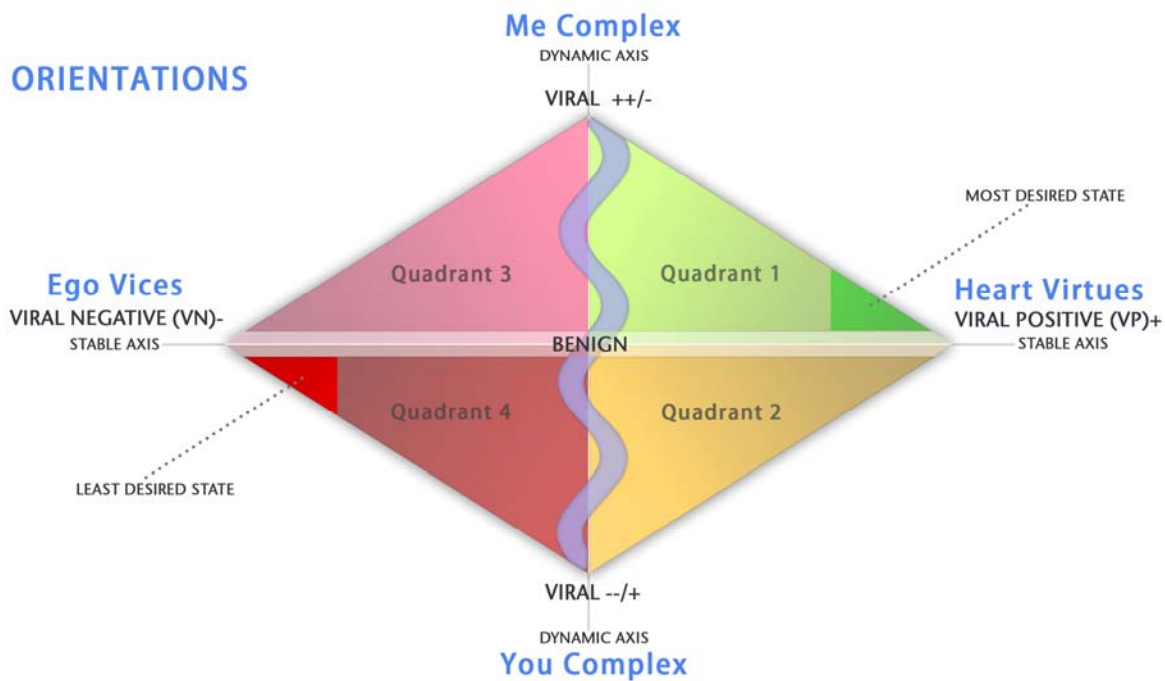 Me Complex
DYNAMIC AXIS
ORIENTATIONS
VIRAL ++/-
MOST DESIRED STATE
Quadrant 3
Quadrant 1
Ego Vices
VIRAL NEGATIVE (VN)-
STABLE AXIS
Heart Virtues
VIRAL POSITIVE (VP)+
STABLE AXIS
BENIGN
Quadrant 4
Quadrant 2
LEAST DESIRED STATE
VIRAL --/+
DYNAMIC AXIS
You Complex